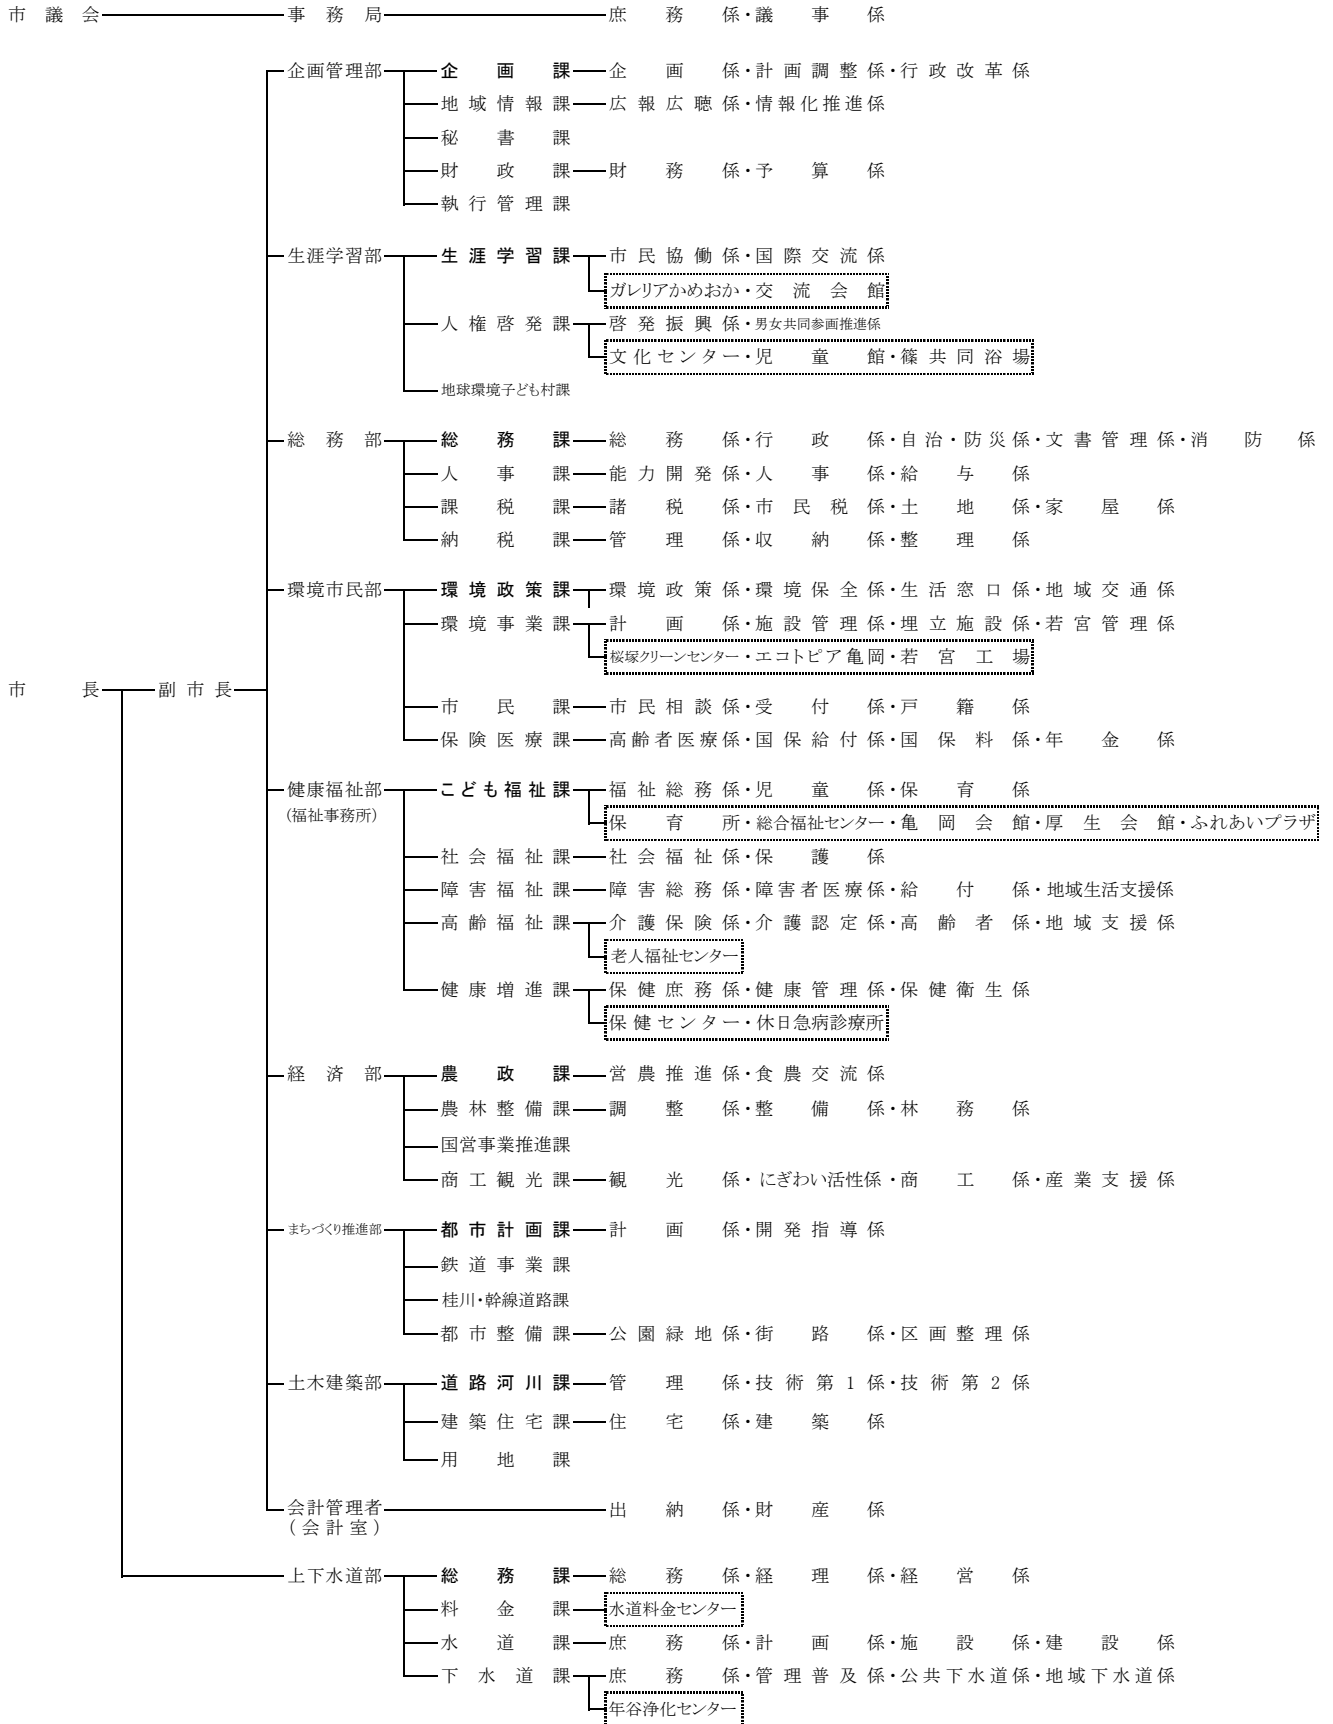 市議会 事務局 庶務係・議事係
企画管理部 企画課 企画係・計画調整係・行政改革係
地域情報課 広報広聴係・情報化推進係
秘書課
財政課 財務係・予算係
執行管理課
生涯学習部 生涯学習課 市民協働係・国際交流係
ガレリアかめおか・交流会館
人権啓発課 啓発振興係・男女共同参画推進係
文化センター・児童館・篠共同浴場
地球環境子ども村課
総務部 総務課 総務係・行政係・自治・防災係・文書管理係・消防係
人事課 能力開発係・人事係・給与係
課税課 諸税係・市民税係・土地係・家屋係
納税課 管理係・収納係・整理係
環境市民部 環境政策課 環境政策係・環境保全係・生活窓口係・地域交通係
環境事業課 計画係・施設管理係・埋立施設係・若宮管理係
桜塚クリーンセンター・エコトピア亀岡・若宮工場
市長 副市長
市民課 市民相談係・受付係・戸籍係
保険医療課 高齢者医療係・国保給付係・国保料係・年金係
健康福祉部 こども福祉課 福祉総務係・児童係・保育係
(福祉事務所)
保育所・総合福祉センター・亀岡会館・厚生会館・ふれあいプラザ
社会福祉課 社会福祉係・保護係
障害福祉課 障害総務係・障害者医療係・給付係・地域生活支援係
高齢福祉課 介護保険係・介護認定係・高齢者係・地域支援係
老人福祉センター
健康増進課 保健庶務係・健康管理係・保健衛生係
保健センター・休日急病診療所
経済部 農政課 営農推進係・食農交流係
農林整備課 調整係・整備係・林務係
国営事業推進課
商工観光課 観光係・にぎわい活性係・商工係・産業支援係
まちづくり推進部 都市計画課 計画係・開発指導係
鉄道事業課
桂川・幹線道路課
都市整備課 公園緑地係・街路係・区画整理係
土木建築部 道路河川課 管理係・技術第1係・技術第2係
建築住宅課 住宅係・建築係
用地課
会計管理者 出納係・財産係
(会計室)
上下水道部 総務課 総務係・経理係・経営係
料金課 水道料金センター
水道課 庶務係・計画係・施設係・建設係
下水道課 庶務係・管理普及係・公共下水道係・地域下水道係
年谷浄化センター